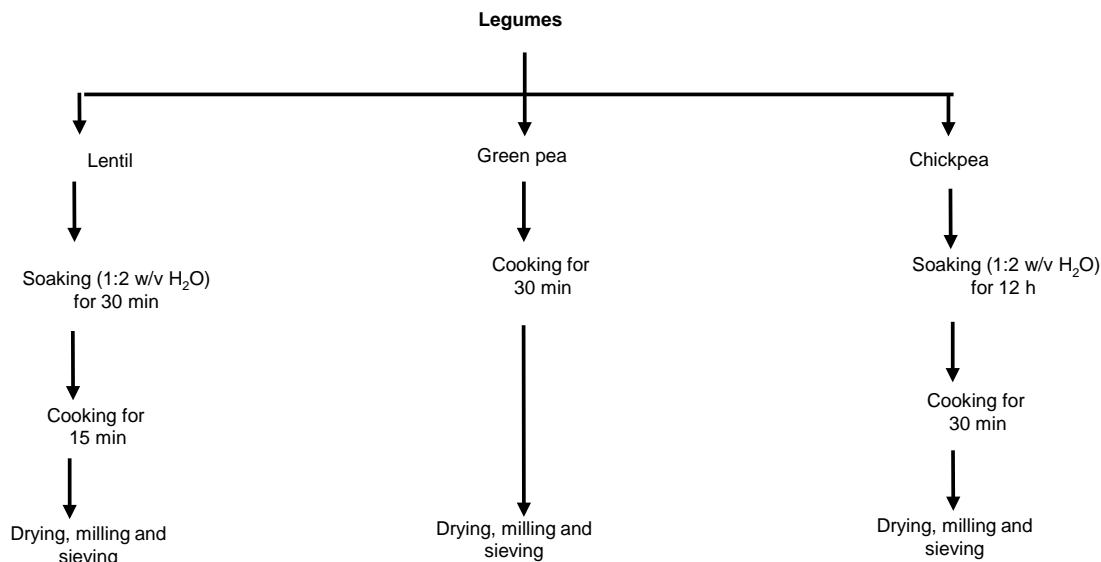 Legumes
Lentil
Green pea
Chickpea
Soaking (1:2 w/v H₂O)
for 30 min
Cooking for
30 min
Soaking (1:2 w/v H₂O)
for 12 h
Cooking for
15 min
Cooking for
30 min
Drying, milling and
sieving
Drying, milling and
sieving
Drying, milling and
sieving